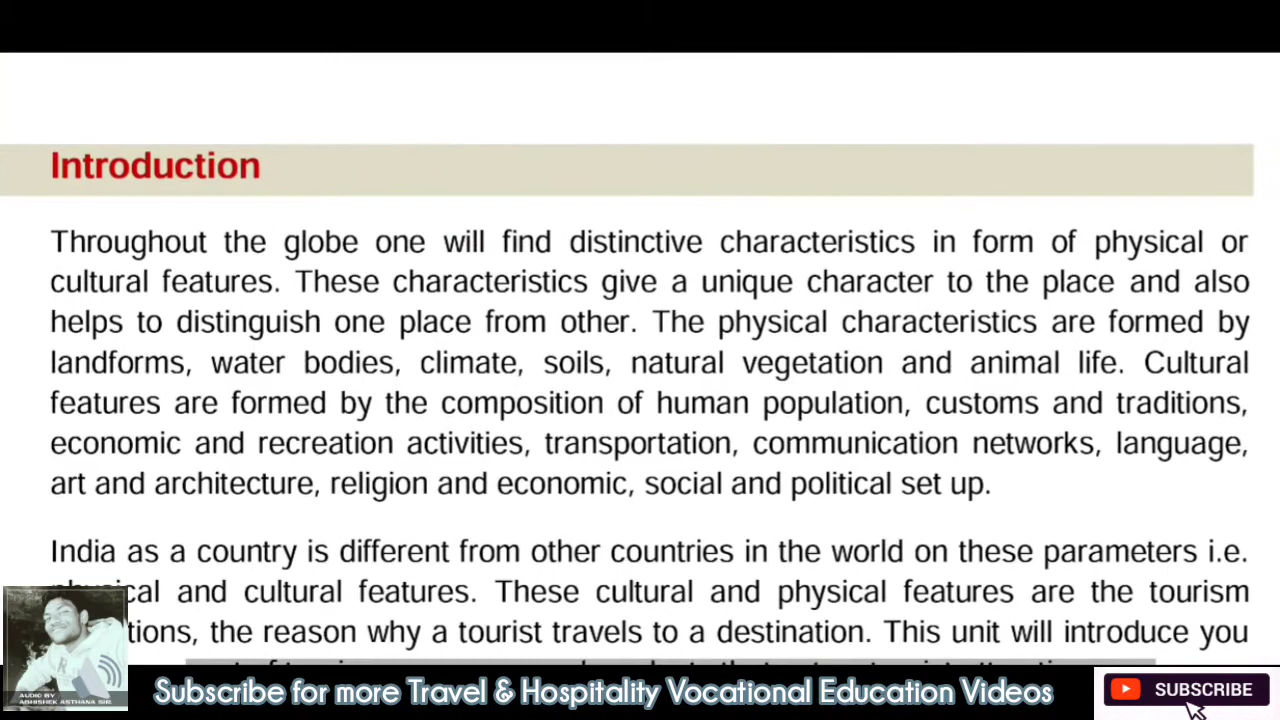 Introduction
Throughout the globe one will find distinctive characteristics in form of physical or
cultural features. These characteristics give a unique character to the place and also
helps to distinguish one place from other. The physical characteristics are formed by
landforms, water bodies, climate, soils, natural vegetation and animal life. Cultural
features are formed by the composition of human population, customs and traditions,
economic and recreation activities, transportation, communication networks, language,
art and architecture, religion and economic, social and political set up.
India as a country is different from other countries in the world on these parameters i.e.
physical and cultural features. These cultural and physical features are the tourism
the reason why a tourist travels to a destination. This unit will introduce you
AUDIO BY
ABHISHEK ASTHANA SIR
Subscribe for more Travel & Hospitality Vocational Education Videos
SUBSCRIBE